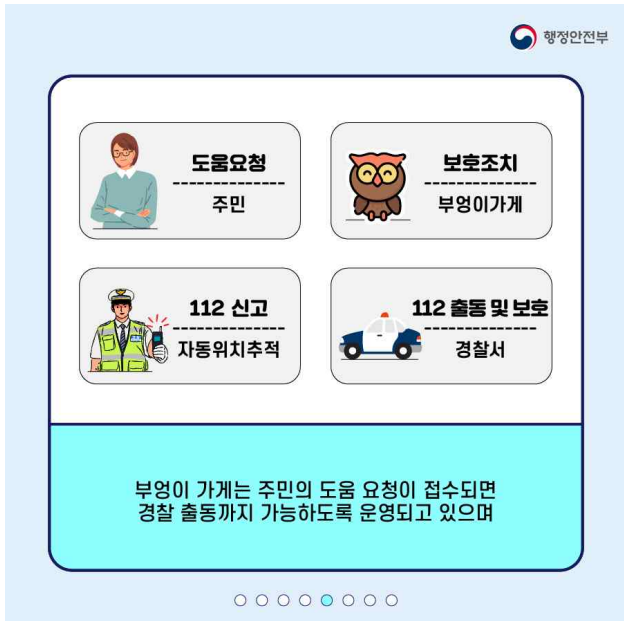 행정안전부
도움요청
주민
보호조치
부엉이가게
112 신고
자동위치추적
112 출동 및 보호
경찰서
부엉이 가게는 주민의 도움 요청이 접수되면
경찰 출동까지 가능하도록 운영되고 있으며